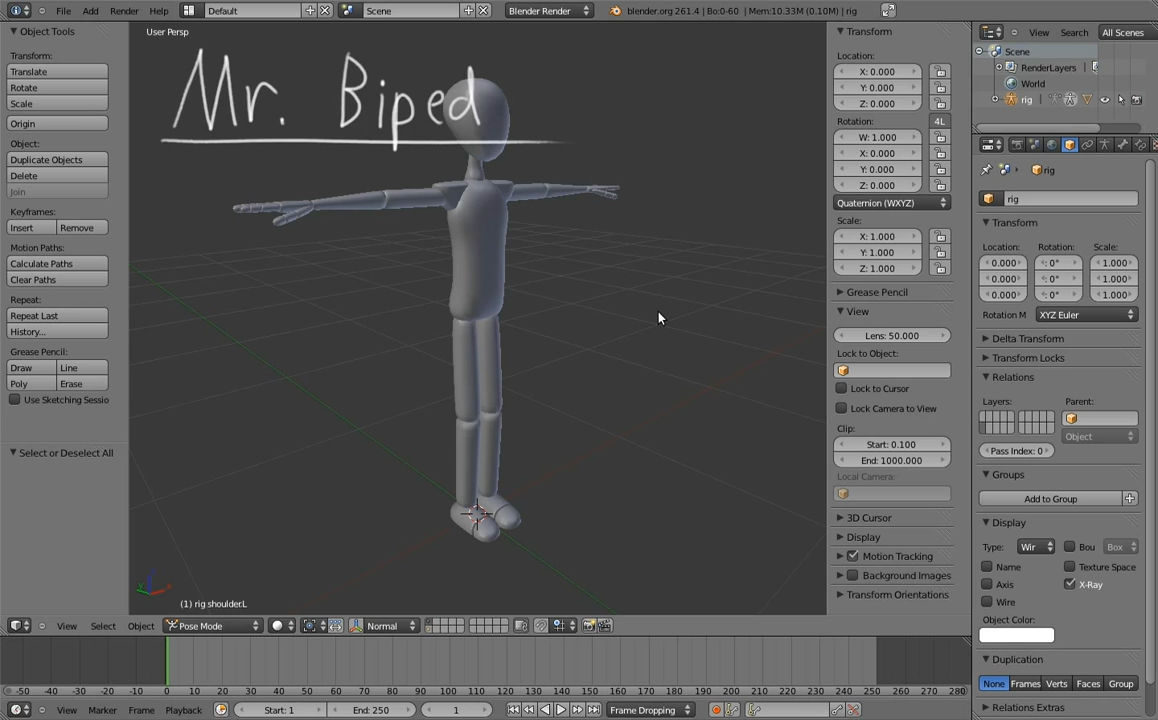 File Add Render Help Default Scene Blender Render blender.org 261.4 | Bo:0-60 | Mem:10.33M (0.10M) | rig
Object Tools
Transform:
Translate
Rotate
Scale
Origin
Object:
Duplicate Objects
Delete
Join
Keyframes:
Insert Remove
Motion Paths:
Calculate Paths
Clear Paths
Repeat:
Repeat Last
History...
Grease Pencil:
Draw Line
Poly Erase
Use Sketching Sessio
Select or Deselect All
User Persp
Mr. Biped
(1) rig shoulder.L
Transform
Location:
X: 0.000
Y: 0.000
Z: 0.000
Rotation: 4L
W: 1.000
X: 0.000
Y: 0.000
Z: 0.000
Quaternion (WXYZ)
Scale:
X: 1.000
Y: 1.000
Z: 1.000
Grease Pencil
View
Lens: 50.000
Lock to Object:
Lock to Cursor
Lock Camera to View
Clip:
Start: 0.100
End: 1000.000
Local Camera:
3D Cursor
Display
Motion Tracking
Background Images
Transform Orientations
View Search All Scenes
Scene
RenderLayers
World
rig
rig
rig
Transform
Location: Rotation: Scale:
0.000 0° 1.000
0.000 0° 1.000
0.000 0° 1.000
Rotation M XYZ Euler
Delta Transform
Transform Locks
Relations
Layers: Parent:
Object
Pass Index: 0
Groups
Add to Group
Display
Type: Wir Bou Box
Name Texture Space
Axis X-Ray
Wire
Object Color:
Duplication
None Frames Verts Faces Group
Relations Extras
View Select Object Pose Mode Normal
-50 -40 -30 -20 -10 0 10 20 30 40 50 60 70 80 90 100 110 120 130 140 150 160 170 180 190 200 210 220 230 240 250 260 270 280
View Marker Frame Playback Start: 1 End: 250 1 Frame Dropping